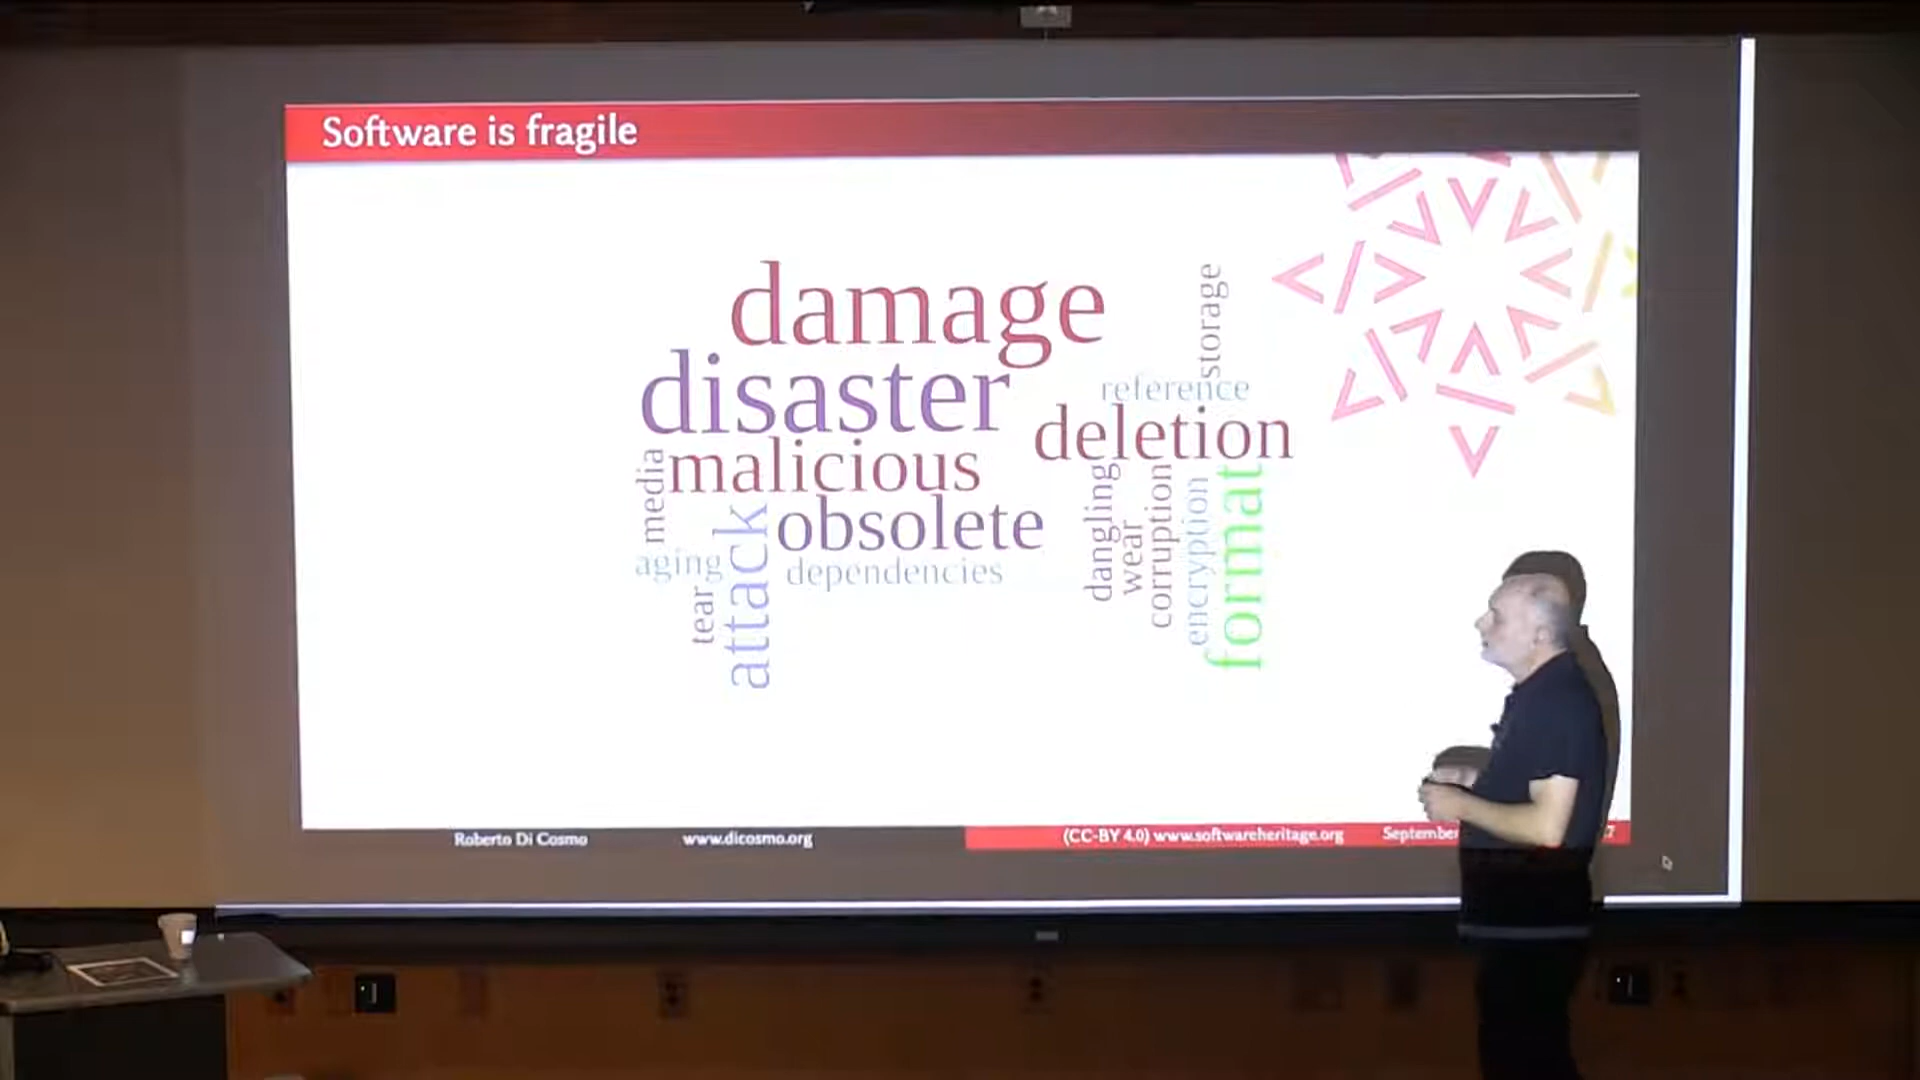 Software is fragile
damage
storage
disaster
reference
deletion
malicious
media
obsolete
attack
aging
dependencies
tear
dangling
wear
corruption
encryption
format
Roberto Di Cosmo
www.dicosmo.org
(CC-BY 4.0) www.softwareheritage.org
September
7